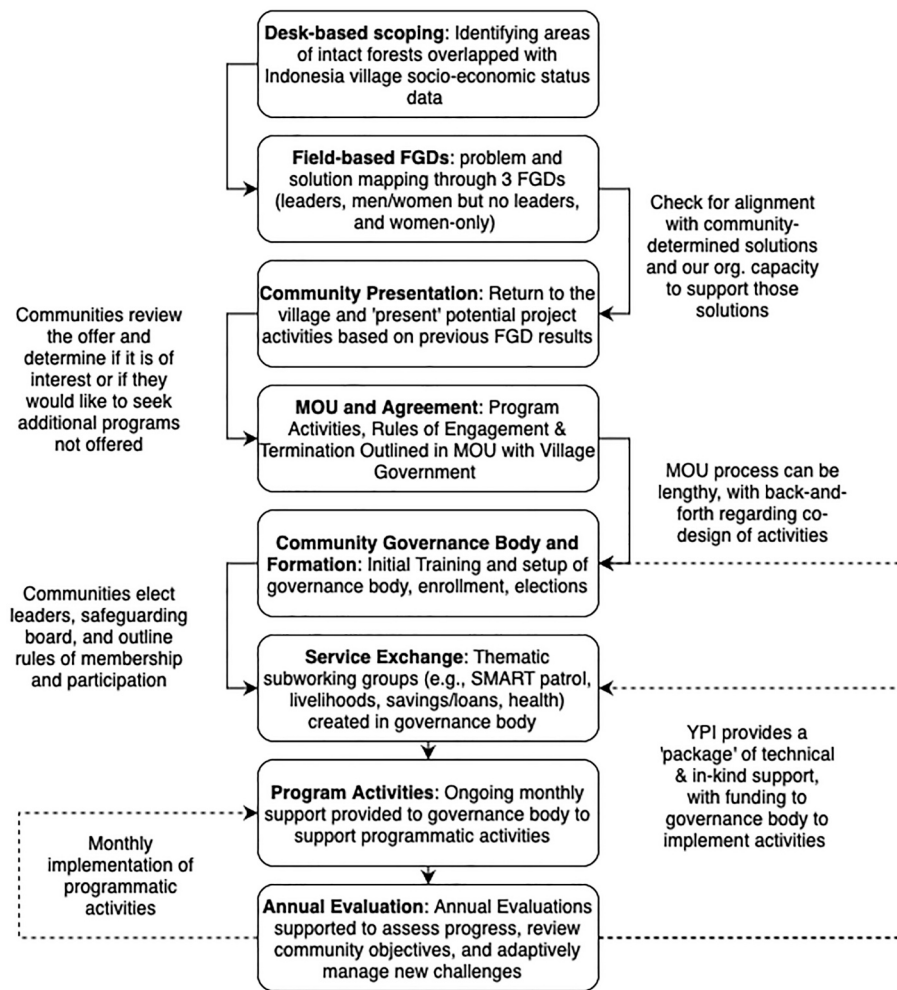 Desk-based scoping: Identifying areas
of intact forests overlapped with
Indonesia village socio-economic status
data
Field-based FGDs: problem and
solution mapping through 3 FGDs
(leaders, men/women but no leaders,
and women-only)
Check for alignment
with community-
determined solutions
and our org. capacity
to support those
solutions
Community Presentation: Return to the
village and 'present' potential project
activities based on previous FGD results
Communities review
the offer and
determine if it is of
interest or if they
would like to seek
additional programs
not offered
MOU and Agreement: Program
Activities, Rules of Engagement &
Termination Outlined in MOU with Village
Government
MOU process can be
lengthy, with back-and-
forth regarding co-
design of activities
Community Governance Body and
Formation: Initial Training and setup of
governance body, enrollment, elections
Communities elect
leaders, safeguarding
board, and outline
rules of membership
and participation
Service Exchange: Thematic
subworking groups (e.g., SMART patrol,
livelihoods, savings/loans, health)
created in governance body
YPI provides a
'package' of technical
& in-kind support,
with funding to
governance body to
implement activities
Program Activities: Ongoing monthly
support provided to governance body to
support programmatic activities
Monthly
implementation of
programmatic
activities
Annual Evaluation: Annual Evaluations
supported to assess progress, review
community objectives, and adaptively
manage new challenges